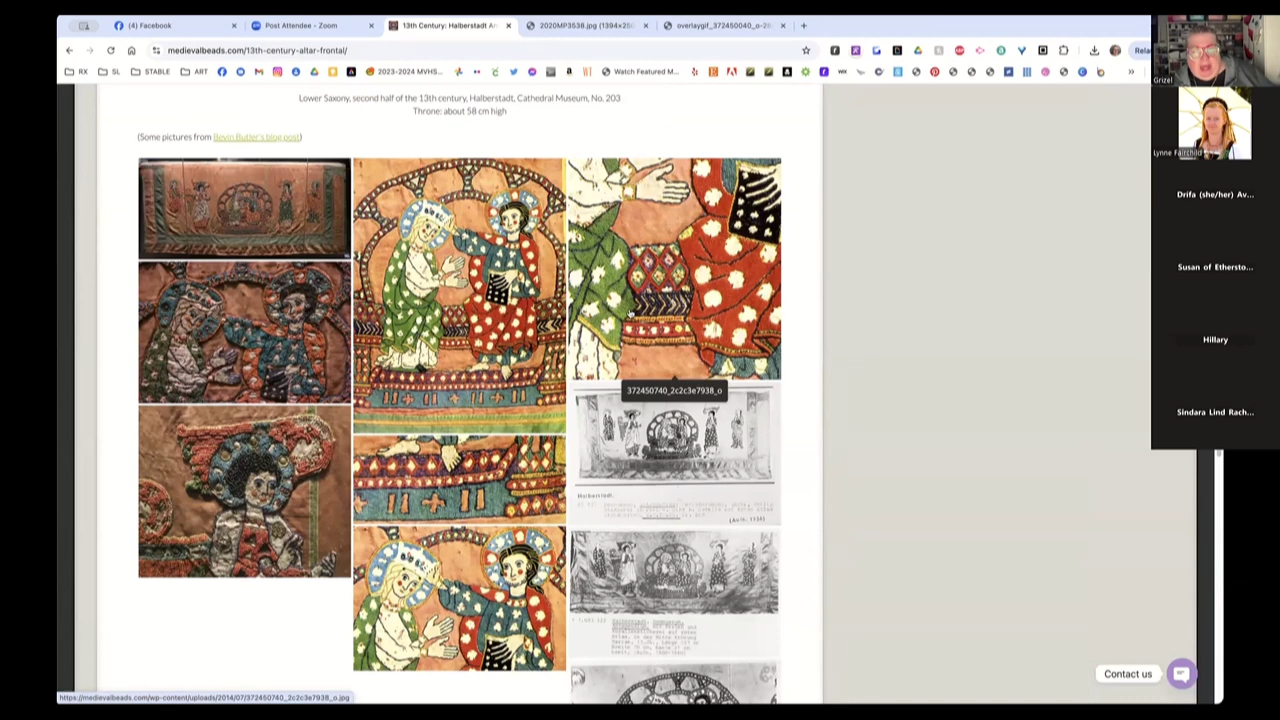 (4) Facebook
Post Attendee - Zoom
13th Century: Halberstadt An
2020MP3538.jpg (1394×25
overlaygif_372450040_o-2
medievalbeads.com/13th-century-altar-frontal/
Rela
RX
SL
STABLE
ART
2023-2024 MVHS...
Watch Featured M...
Lower Saxony, second half of the 13th century, Halberstadt, Cathedral Museum, No. 203
Throne: about 58 cm high
(Some pictures from Bevin Butler's blog post)
372450740_2c2c3e7938_o
Halberstadt.
Grizel
Lynne Fairchild
Drifa (she/her) Av...
Susan of Ethersto...
Hillary
Sindara Lind Rach...
Contact us
https://medievalbeads.com/wp-content/uploads/2014/07/372450740_2c2c3e7938_o.jpg